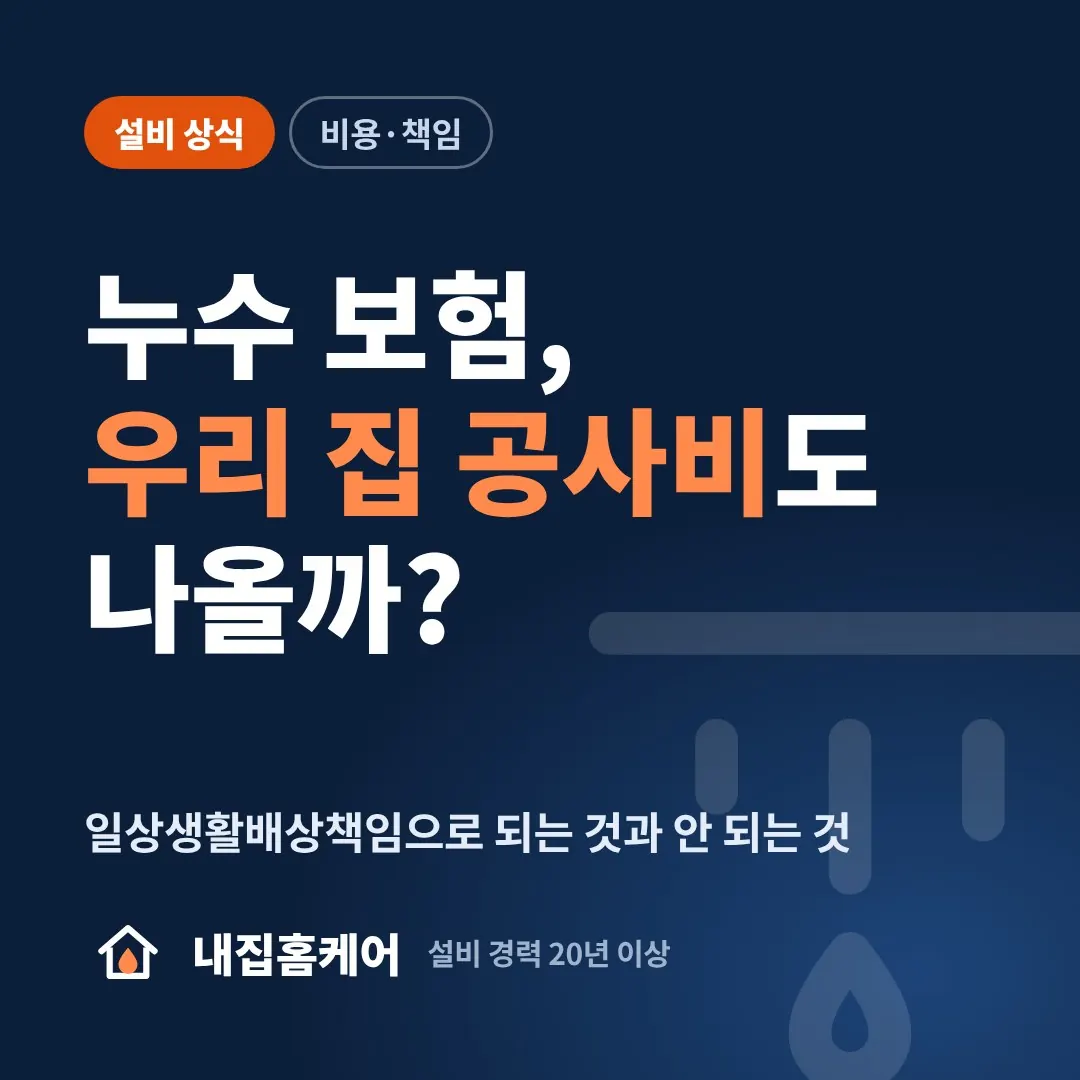 설비 상식
비용·책임
누수 보험,
우리 집 공사비도
나올까?
일상생활배상책임으로 되는 것과 안 되는 것
내집홈케어 설비 경력 20년 이상